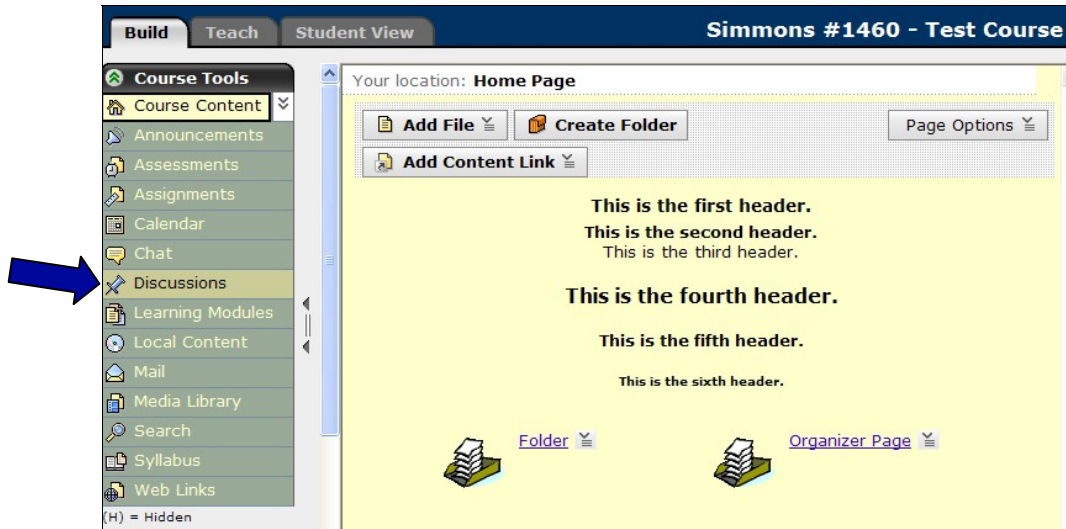 Build Teach Student View Simmons #1460 - Test Course
Course Tools
Course Content
Announcements
Assessments
Assignments
Calendar
Chat
Discussions
Learning Modules
Local Content
Mail
Media Library
Search
Syllabus
Web Links
(H) = Hidden
Your location: Home Page
Add File Create Folder Page Options
Add Content Link
This is the first header.
This is the second header.
This is the third header.
This is the fourth header.
This is the fifth header.
This is the sixth header.
Folder Organizer Page